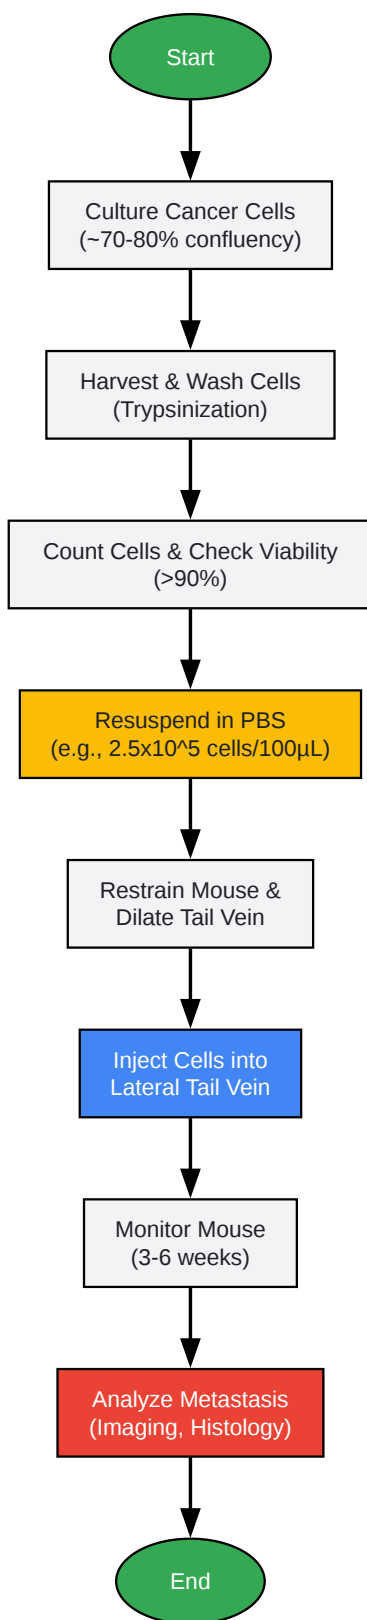 Start
Culture Cancer Cells
(~70-80% confluency)
Harvest & Wash Cells
(Trypsinization)
Count Cells & Check Viability
(>90%)
Resuspend in PBS
(e.g., 2.5x10^5 cells/100µL)
Restrain Mouse &
Dilate Tail Vein
Inject Cells into
Lateral Tail Vein
Monitor Mouse
(3-6 weeks)
Analyze Metastasis
(Imaging, Histology)
End